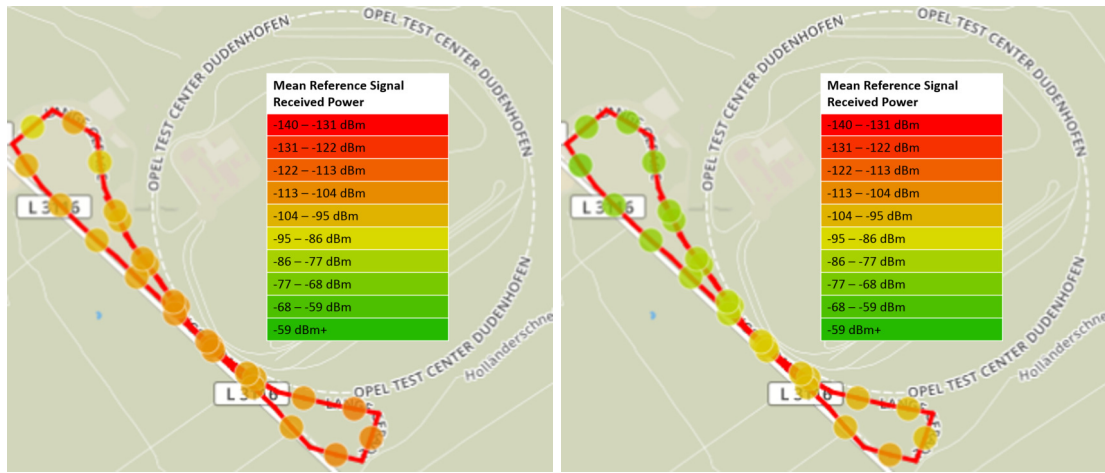 OPEL TEST CENTER DUDENHOFEN
OPEL TEST CENTER DUDENHOFEN
Mean Reference Signal
Received Power
-140 – -131 dBm
-131 – -122 dBm
-122 – -113 dBm
-113 – -104 dBm
-104 – -95 dBm
-95 – -86 dBm
-86 – -77 dBm
-77 – -68 dBm
-68 – -59 dBm
-59 dBm+
OPEL TEST CENTER DUDENHOFEN
Holländerschne
OPEL TEST CENTER DUDENHOFEN
OPEL TEST CENTER DUDENHOFEN
Mean Reference Signal
Received Power
-140 – -131 dBm
-131 – -122 dBm
-122 – -113 dBm
-113 – -104 dBm
-104 – -95 dBm
-95 – -86 dBm
-86 – -77 dBm
-77 – -68 dBm
-68 – -59 dBm
-59 dBm+
OPEL TEST CENTER DUDENHOFEN
Holländerschne